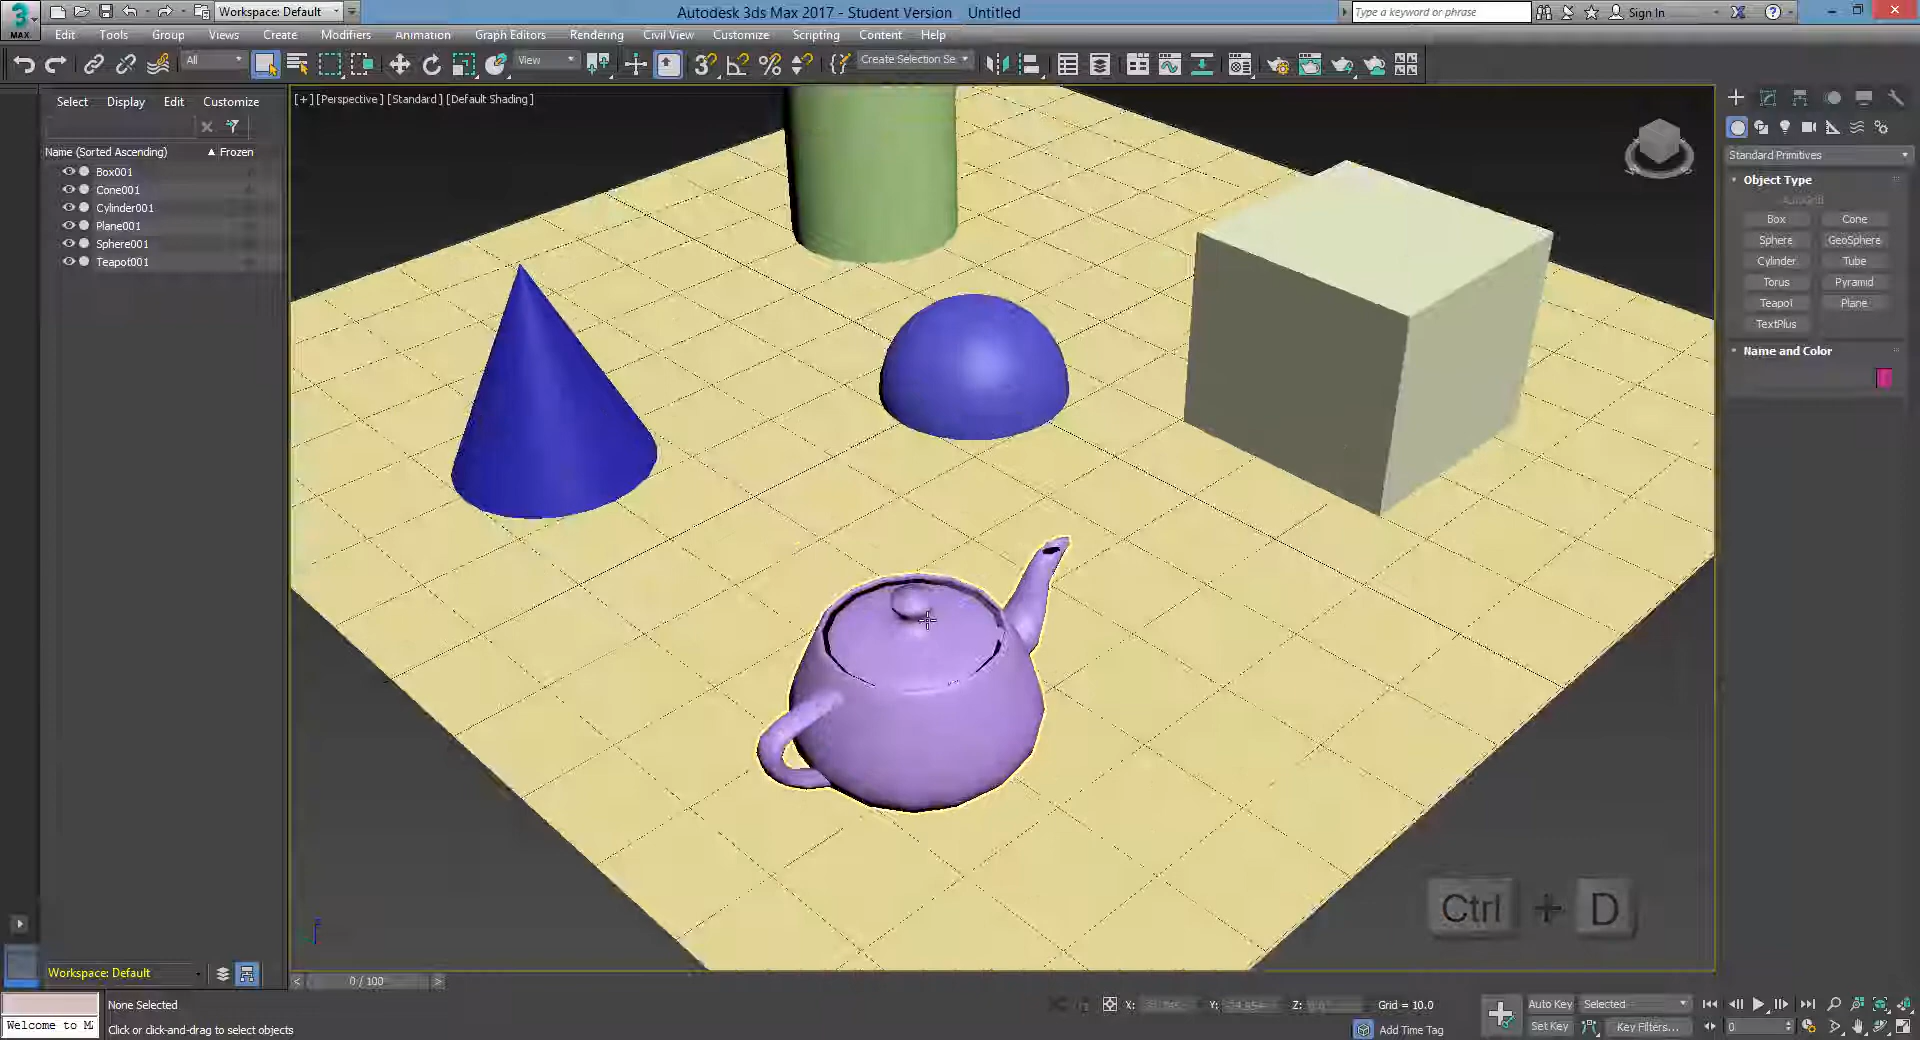 Workspace: Default
Autodesk 3ds Max 2017 - Student Version Untitled
Type a keyword or phrase
Sign In
MAX
Edit Tools Group Views Create Modifiers Animation Graph Editors Rendering Civil View Customize Scripting Content Help
All
View
Create Selection Se
Select Display Edit Customize
[+] [Perspective] [Standard] [Default Shading]
Name (Sorted Ascending) Frozen
Box001
Cone001
Cylinder001
Plane001
Sphere001
Teapot001
Standard Primitives
Object Type
AutoGrid
Box Cone
Sphere GeoSphere
Cylinder Tube
Torus Pyramid
Teapot Plane
TextPlus
Name and Color
Ctrl + D
Workspace: Default
0 / 100
None Selected
X: Y: Z: Grid = 10.0
Auto Key Selected
Welcome to M
Click or click-and-drag to select objects
Add Time Tag
Set Key Key Filters...
0